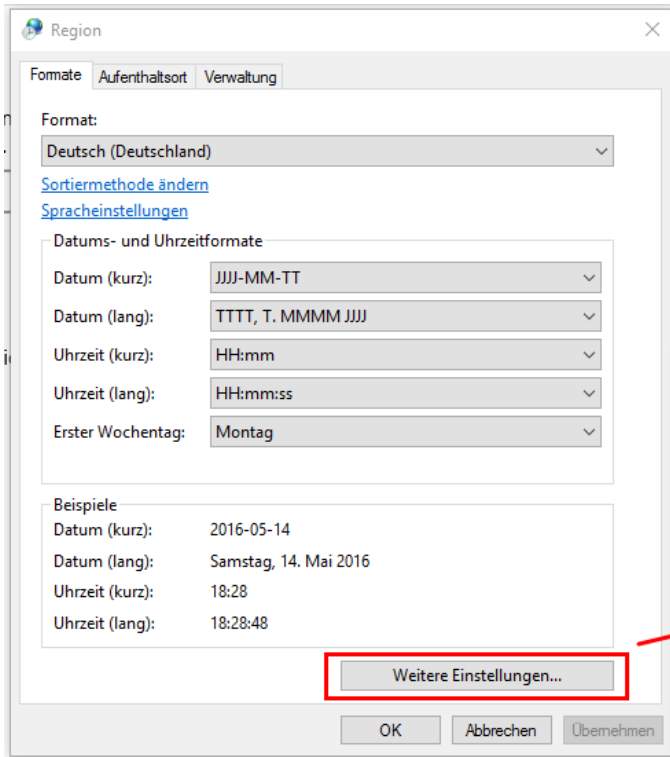 Region
Formate Aufenthaltsort Verwaltung
Format:
Deutsch (Deutschland)
Sortiermethode ändern
Spracheinstellungen
Datums- und Uhrzeitformate
Datum (kurz): JJJJ-MM-TT
Datum (lang): TTTT, T. MMMM JJJJ
Uhrzeit (kurz): HH:mm
Uhrzeit (lang): HH:mm:ss
Erster Wochentag: Montag
Beispiele
Datum (kurz): 2016-05-14
Datum (lang): Samstag, 14. Mai 2016
Uhrzeit (kurz): 18:28
Uhrzeit (lang): 18:28:48
Weitere Einstellungen...
OK Abbrechen Übernehmen